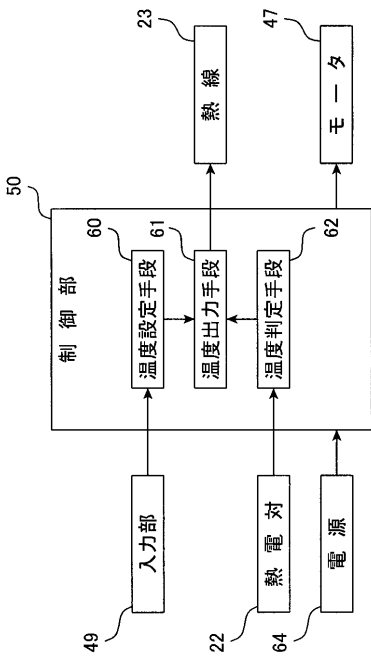 50
制御部
49
入力部
60
温度設定手段
23
熱線
61
温度出力手段
22
熱電対
62
温度判定手段
64
電源
47
モータ